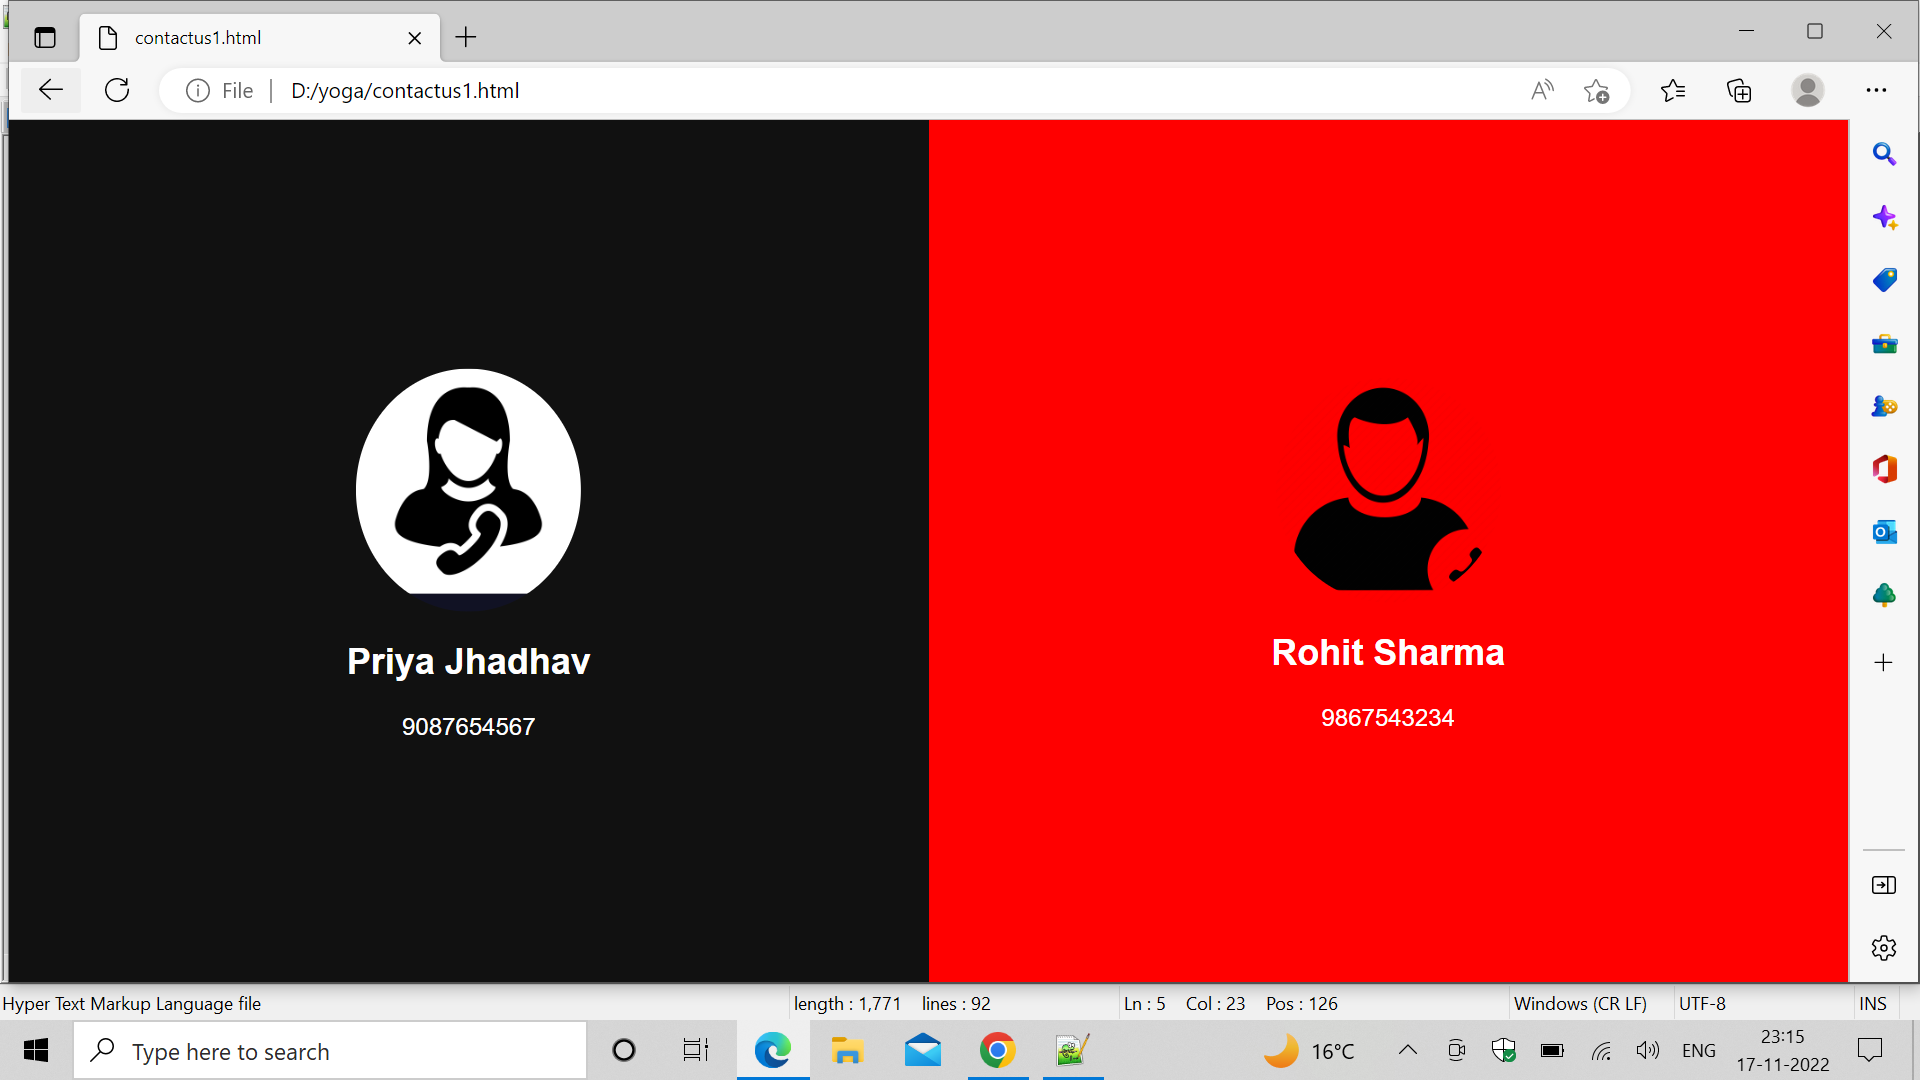 contactus1.html
File
D:/yoga/contactus1.html
Priya Jhadhav
9087654567
Rohit Sharma
9867543234
Hyper Text Markup Language file
length : 1,771 lines : 92
Ln : 5 Col : 23 Pos : 126
Windows (CR LF)
UTF-8
INS
Type here to search
16°C
ENG
23:15
17-11-2022